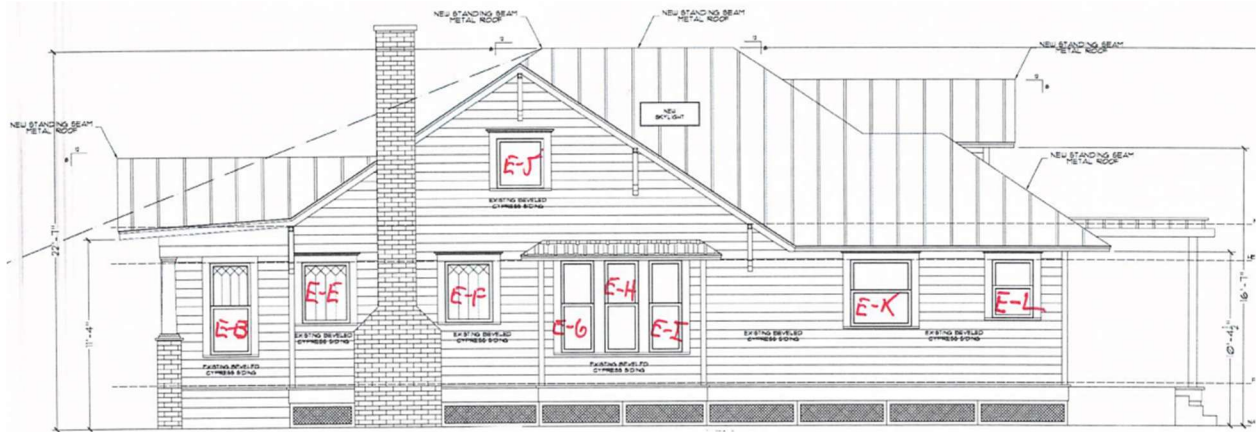 NEW STANDING SEAM
METAL ROOF
NEW STANDING SEAM
METAL ROOF
NEW STANDING SEAM
METAL ROOF
NEW STANDING SEAM
METAL ROOF
NEW STANDING SEAM
METAL ROOF
NEW
SKYLIGHT
E-J
EXISTING BEVELED
CYPRESS SIDING
22'-7"
11'-4"
16'-7"
E-B
E-E
E-F
E-G
E-H
E-I
E-K
E-L
EXISTING BEVELED
CYPRESS SIDING
EXISTING BEVELED
CYPRESS SIDING
EXISTING BEVELED
CYPRESS SIDING
EXISTING BEVELED
CYPRESS SIDING
EXISTING BEVELED
CYPRESS SIDING
EXISTING BEVELED
CYPRESS SIDING